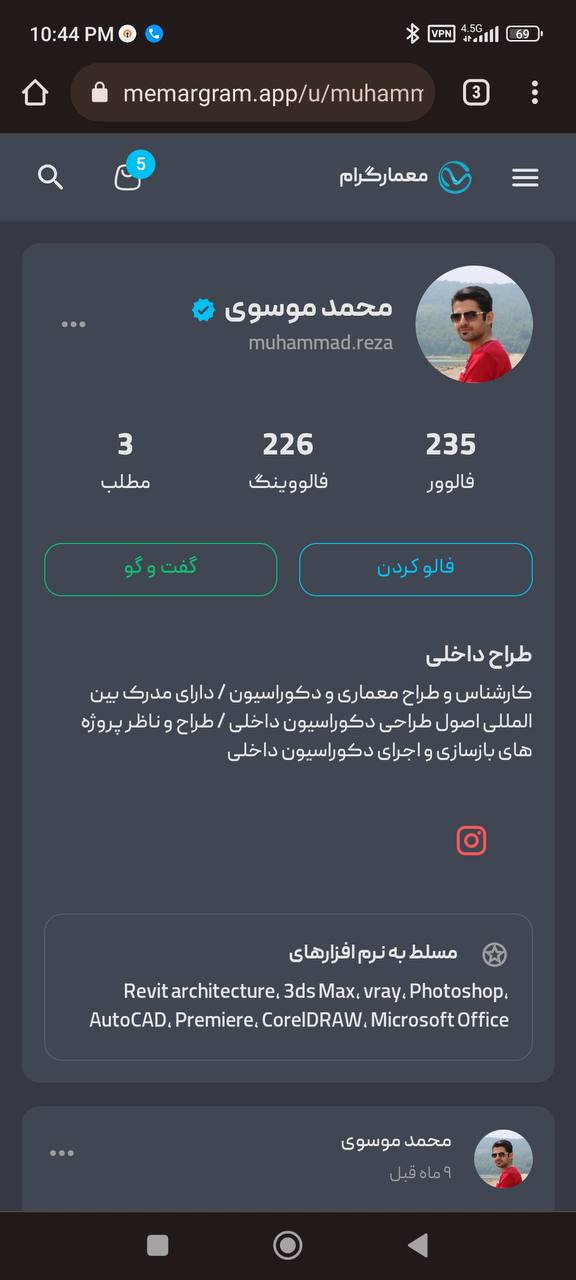 10:44 PM
VPN
4.5G
69
memargram.app/u/muhamm
3
5
معمارگرام
محمد موسوی
muhammad.reza
235
226
3
فالوور
فالووینگ
مطلب
فالو کردن
گفت و گو
طراح داخلی
کارشناس و طراح معماری و دکوراسیون / دارای مدرک بین
المللی اصول طراحی دکوراسیون داخلی / طراح و ناظر پروژه
های بازسازی و اجرای دکوراسیون داخلی
مسلط به نرم افزارهای
Revit architecture، 3ds Max، vray، Photoshop،
AutoCAD، Premiere، CorelDRAW، Microsoft Office
محمد موسوی
۹ ماه قبل